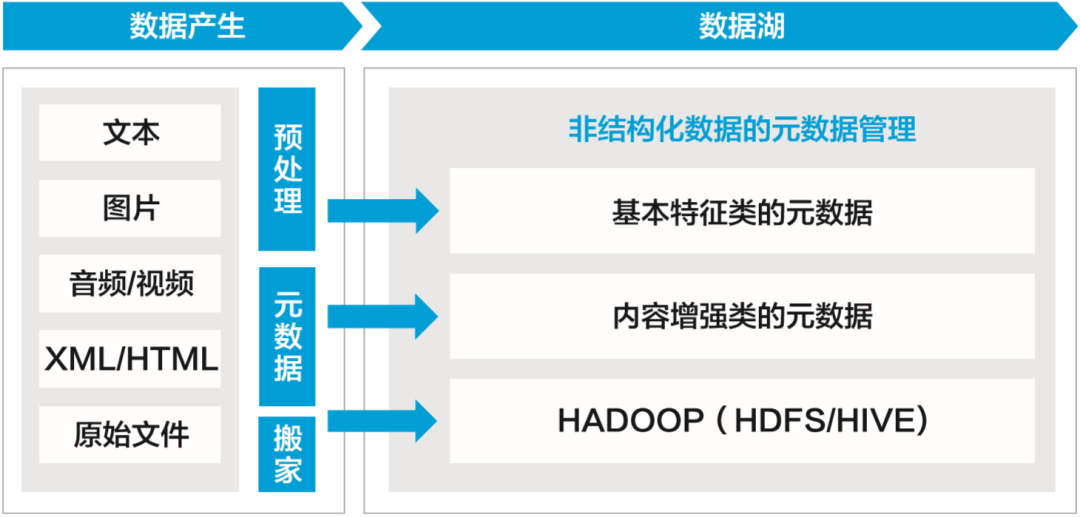 数据产生
数据湖
文本
图片
音频/视频
XML/HTML
原始文件
预处理
元数据
搬家
非结构化数据的元数据管理
基本特征类的元数据
内容增强类的元数据
HADOOP（HDFS/HIVE）